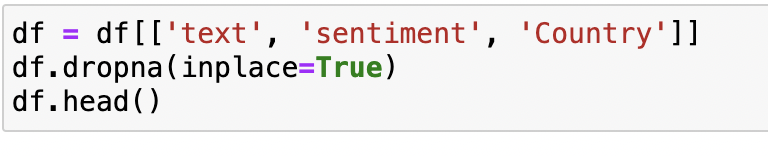 df = df[['text', 'sentiment', 'Country']]
df.dropna(inplace=True)
df.head()